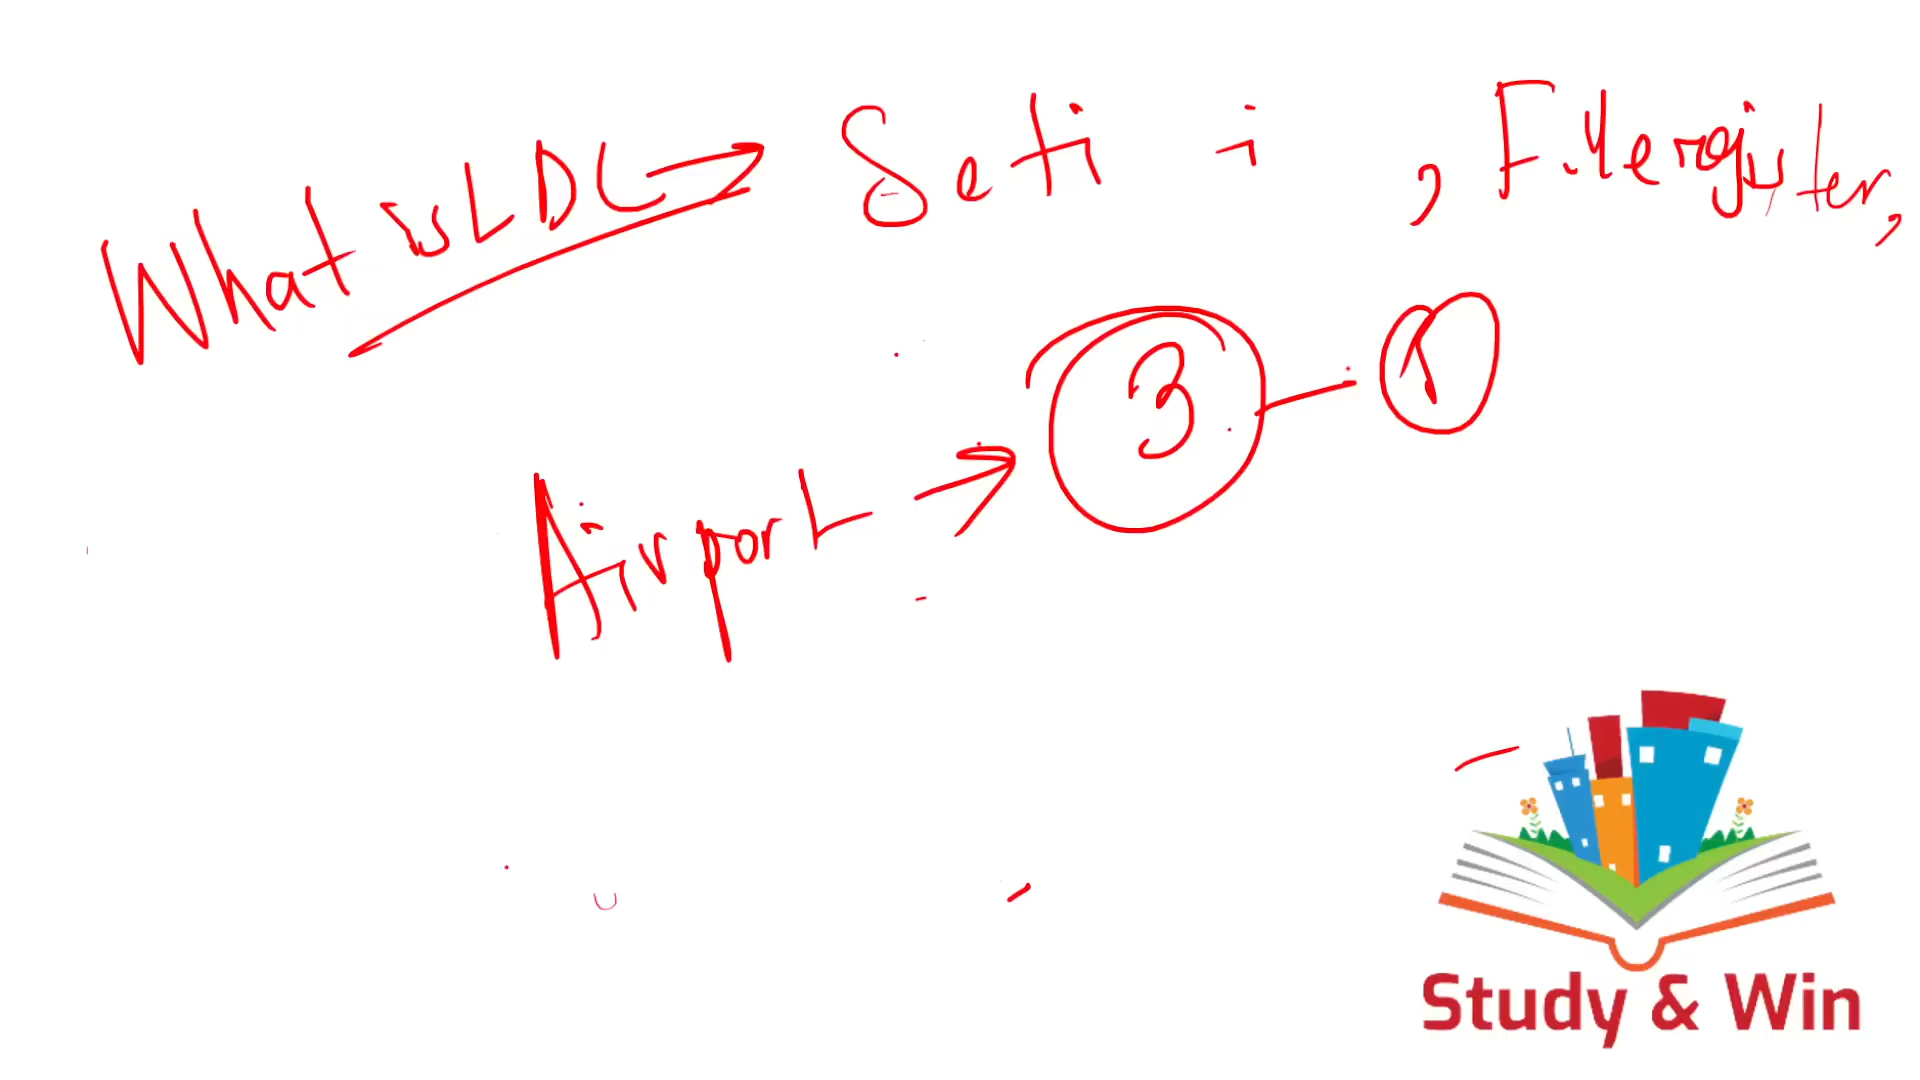 What is LDC → Seti , File register,
Airport → 3 - 1
Study & Win